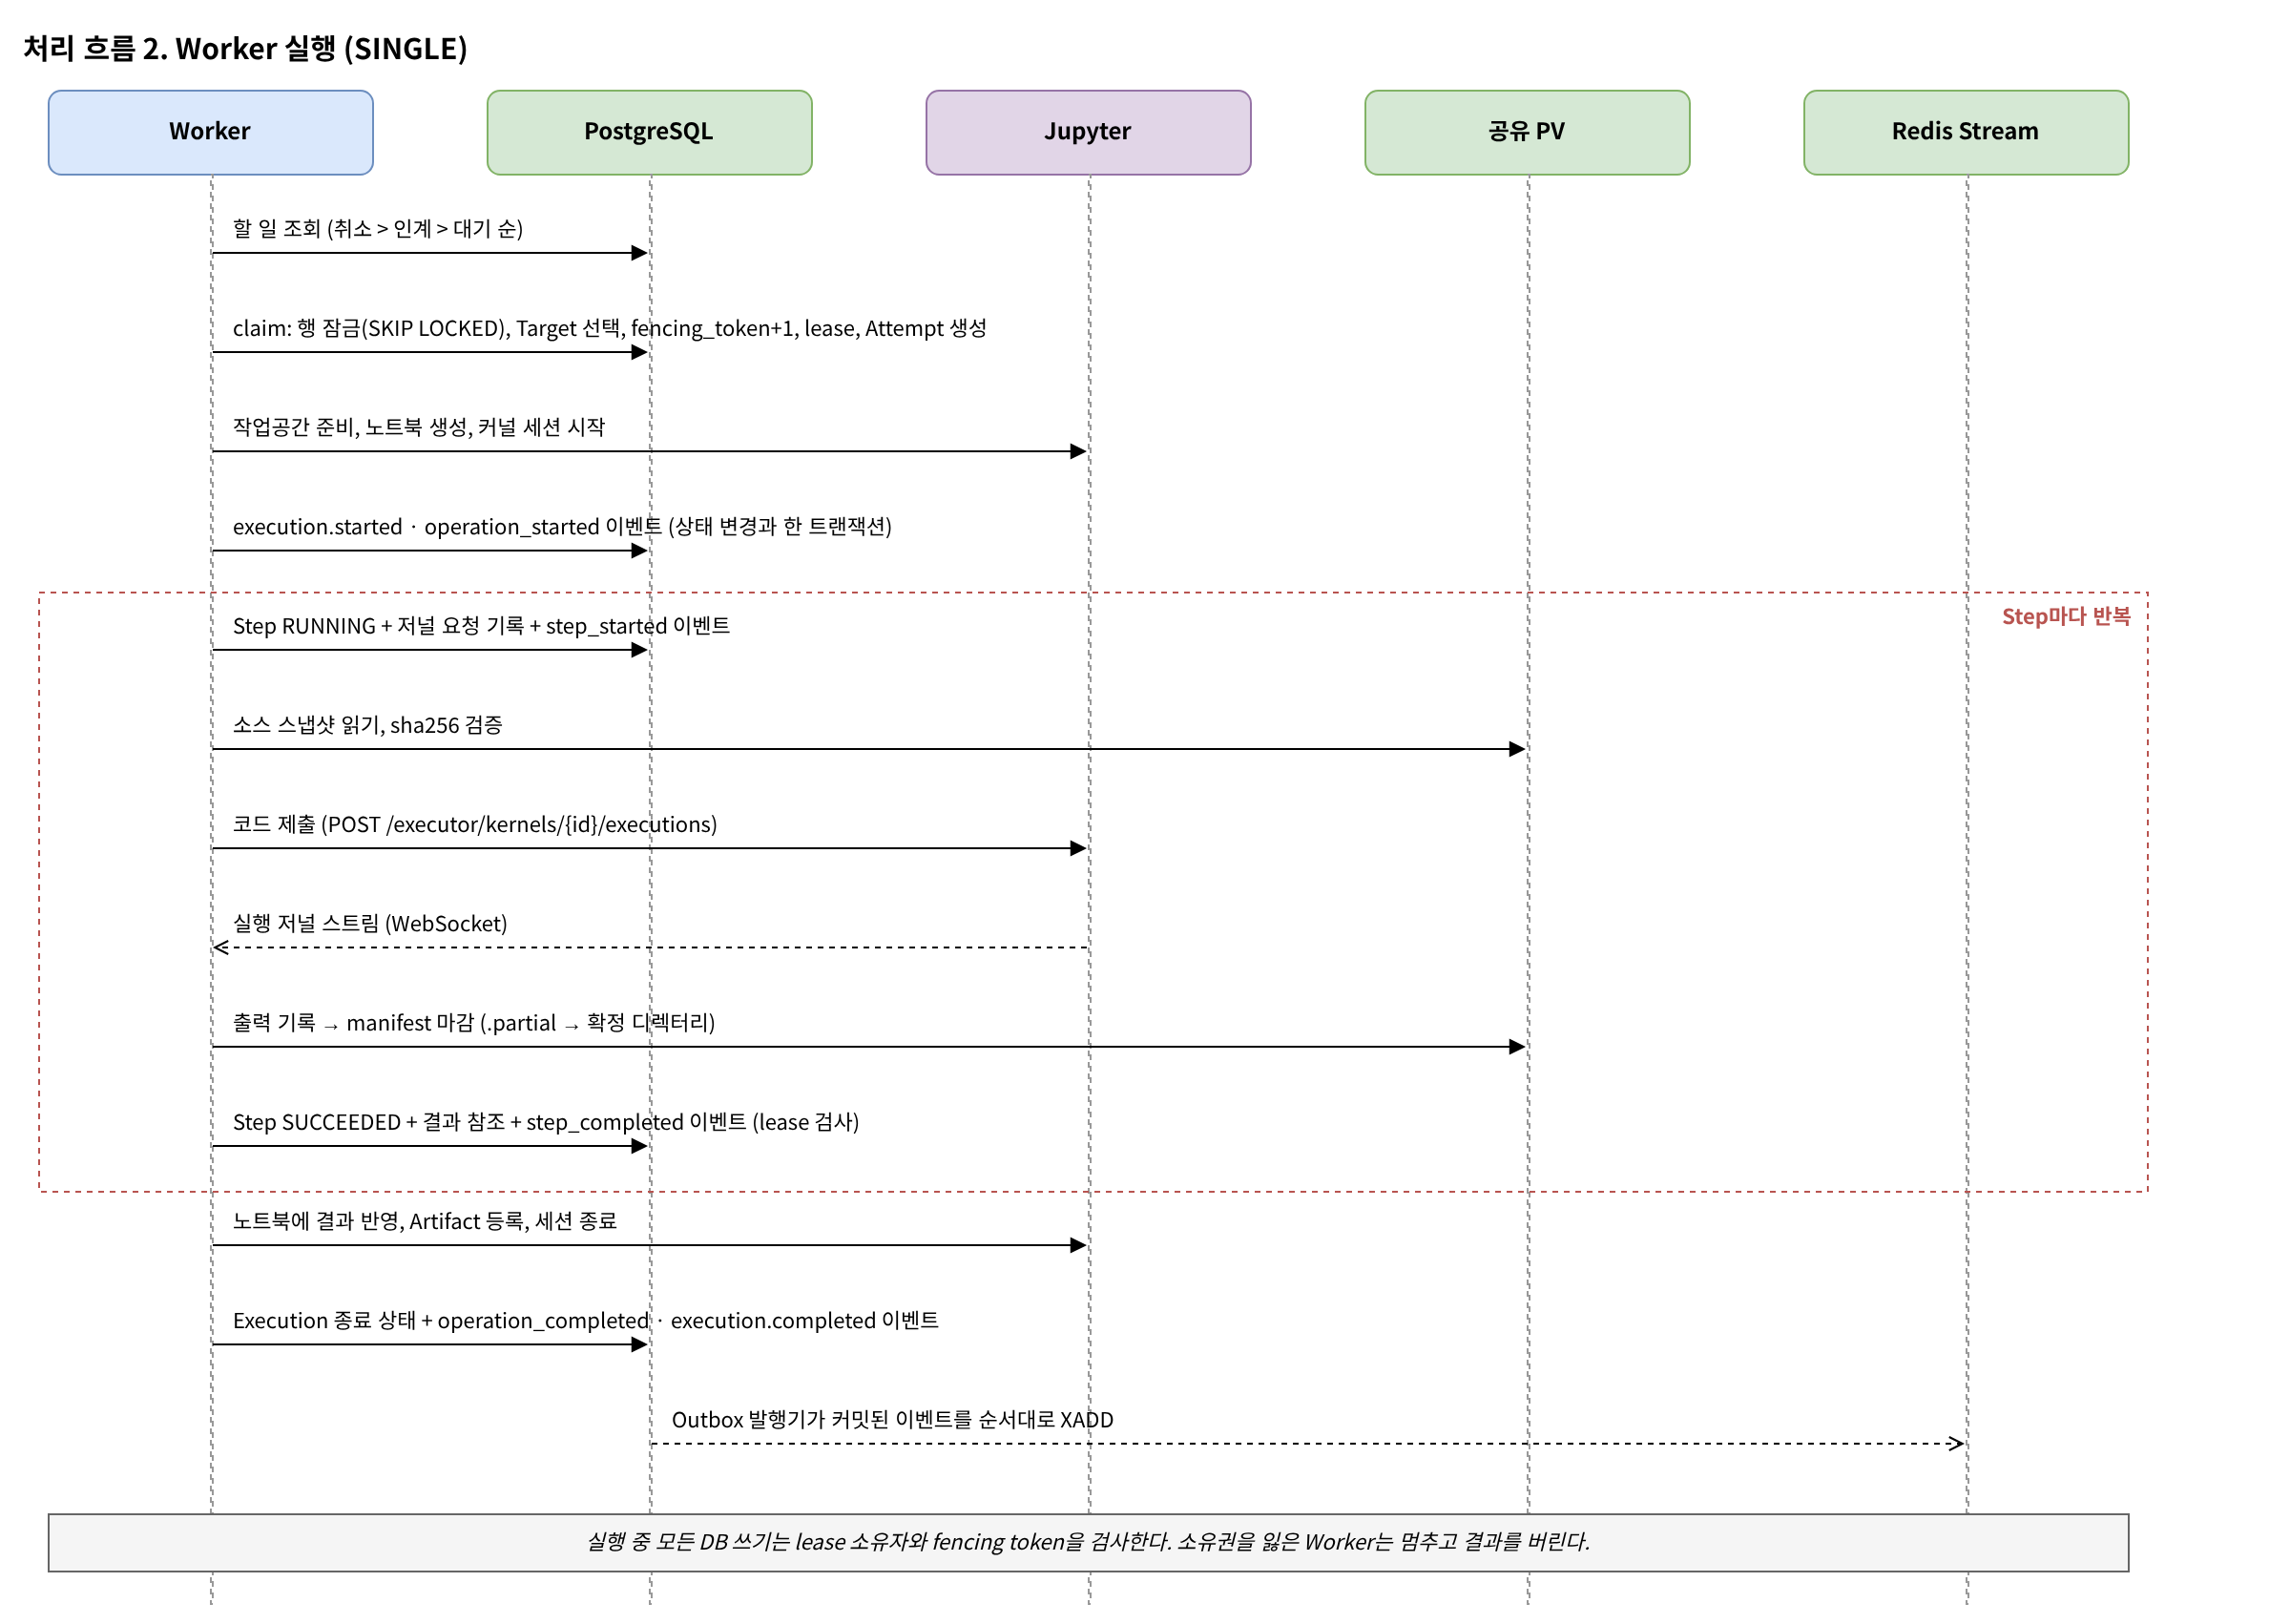 처리 흐름 2. Worker 실행 (SINGLE)
Worker
PostgreSQL
Jupyter
공유 PV
Redis Stream
할 일 조회 (취소 > 인계 > 대기 순)
claim: 행 잠금(SKIP LOCKED), Target 선택, fencing_token+1, lease, Attempt 생성
작업공간 준비, 노트북 생성, 커널 세션 시작
execution.started · operation_started 이벤트 (상태 변경과 한 트랜잭션)
Step마다 반복
Step RUNNING + 저널 요청 기록 + step_started 이벤트
소스 스냅샷 읽기, sha256 검증
코드 제출 (POST /executor/kernels/{id}/executions)
실행 저널 스트림 (WebSocket)
출력 기록 → manifest 마감 (.partial → 확정 디렉터리)
Step SUCCEEDED + 결과 참조 + step_completed 이벤트 (lease 검사)
노트북에 결과 반영, Artifact 등록, 세션 종료
Execution 종료 상태 + operation_completed · execution.completed 이벤트
Outbox 발행기가 커밋된 이벤트를 순서대로 XADD
실행 중 모든 DB 쓰기는 lease 소유자와 fencing token을 검사한다. 소유권을 잃은 Worker는 멈추고 결과를 버린다.